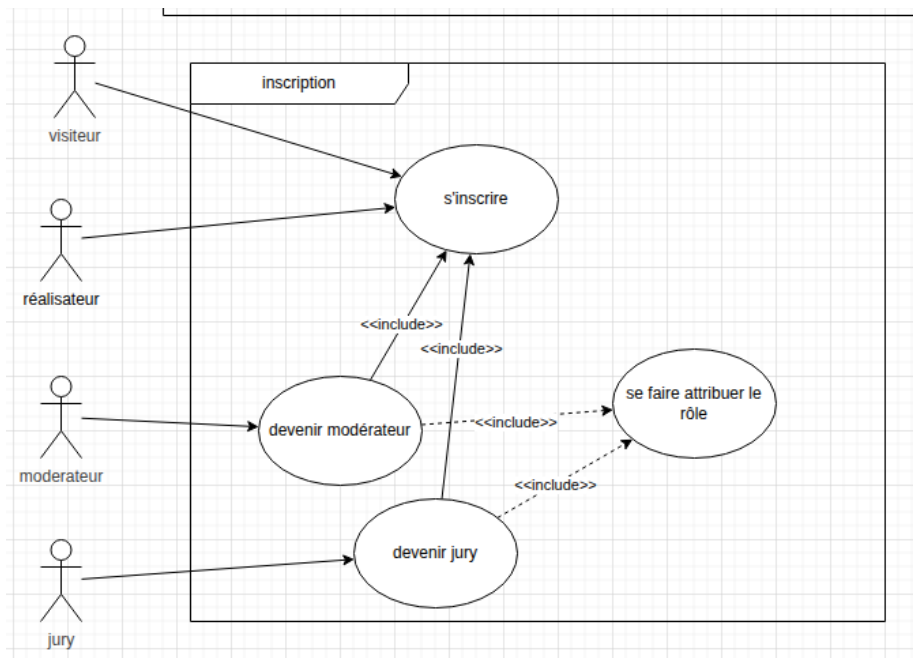 inscription
visiteur
s'inscrire
réalisateur
<<include>>
<<include>>
se faire attribuer le
rôle
devenir modérateur
<<include>>
moderateur
<<include>>
devenir jury
jury